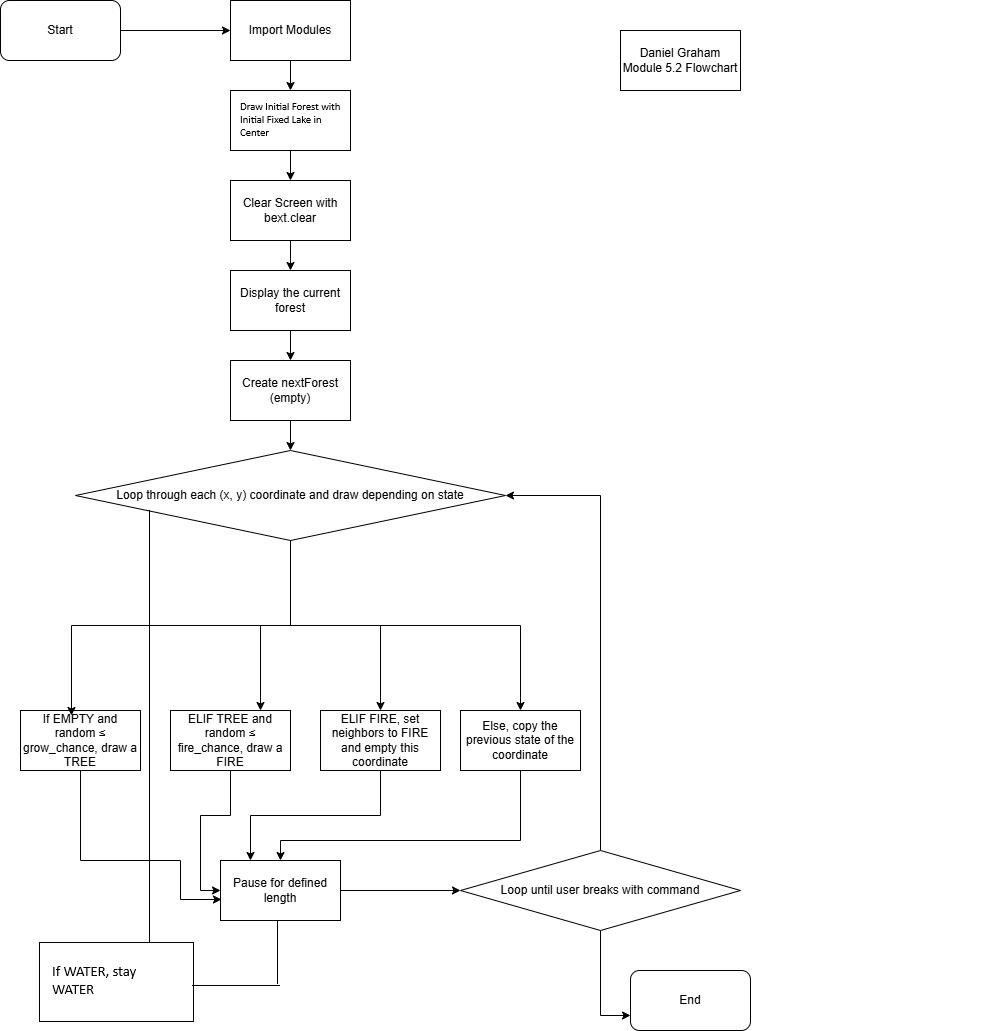 Start
Import Modules
Daniel Graham
Module 5.2 Flowchart
Draw Initial Forest with
Initial Fixed Lake in
Center
Clear Screen with
bext.clear
Display the current
forest
Create nextForest
(empty)
Loop through each (x, y) coordinate and draw depending on state
If EMPTY and
random ≤
grow_chance, draw a
TREE
ELIF TREE and
random ≤
fire_chance, draw a
FIRE
ELIF FIRE, set
neighbors to FIRE
and empty this
coordinate
Else, copy the
previous state of the
coordinate
Pause for defined
length
Loop until user breaks with command
If WATER, stay
WATER
End